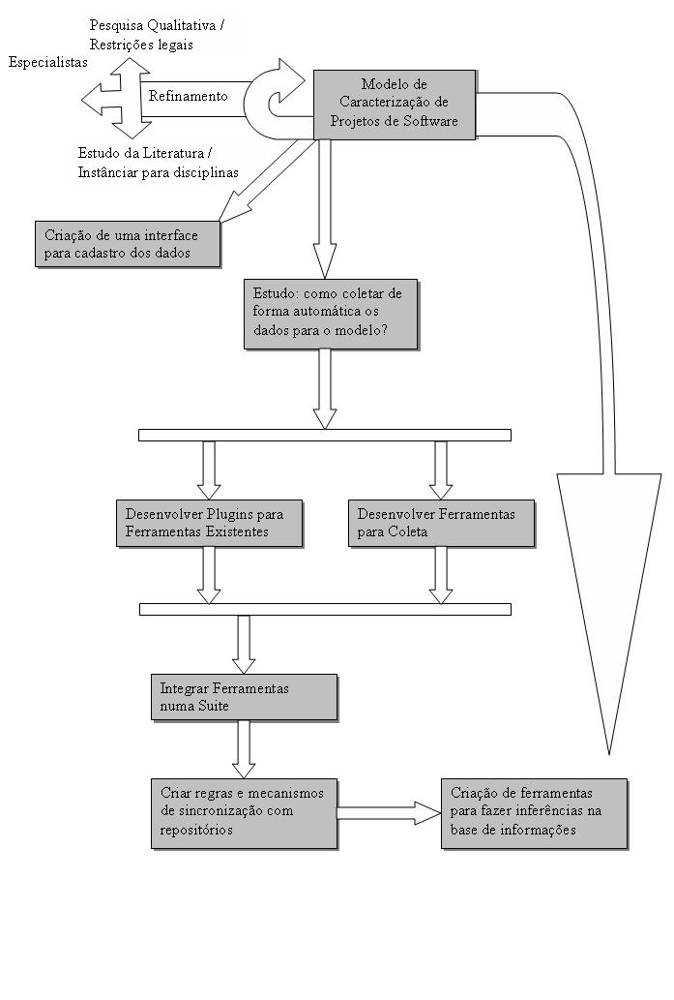 Pesquisa Qualitativa /
Restrições legais
Especialistas
Refinamento
Estudo da Literatura /
Instânciar para disciplinas
Modelo de
Caracterização de
Projetos de Software
Criação de uma interface
para cadastro dos dados
Estudo: como coletar de
forma automática os
dados para o modelo?
Desenvolver Plugins para
Ferramentas Existentes
Desenvolver Ferramentas
para Coleta
Integrar Ferramentas
numa Suite
Criar regras e mecanismos
de sincronização com
repositórios
Criação de ferramentas
para fazer inferências na
base de informações